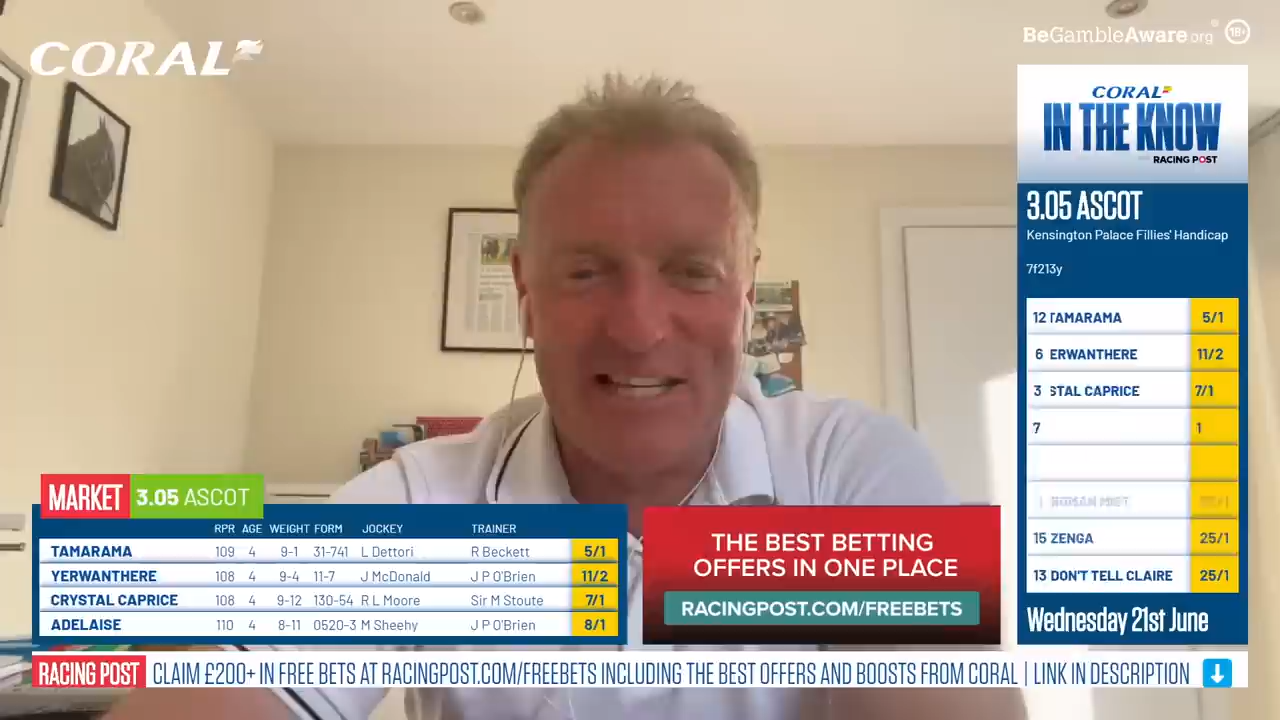 CORAL
BeGambleAware.org 18+
CORAL
IN THE KNOW
RACING POST
3.05 ASCOT
Kensington Palace Fillies' Handicap
7f213y
12 TAMARAMA 5/1
6 ERWANTHERE 11/2
3 STAL CAPRICE 7/1
7 1
ROMAN MIST
15 ZENGA 25/1
13 DON'T TELL CLAIRE 25/1
Wednesday 21st June
MARKET 3.05 ASCOT
RPR AGE WEIGHT FORM JOCKEY TRAINER
TAMARAMA 109 4 9-1 31-741 L Dettori R Beckett 5/1
YERWANTHERE 108 4 9-4 11-7 J McDonald J P O'Brien 11/2
CRYSTAL CAPRICE 108 4 9-12 130-54 R L Moore Sir M Stoute 7/1
ADELAISE 110 4 8-11 0520-3 M Sheehy J P O'Brien 8/1
THE BEST BETTING
OFFERS IN ONE PLACE
RACINGPOST.COM/FREEBETS
RACING POST CLAIM £200+ IN FREE BETS AT RACINGPOST.COM/FREEBETS INCLUDING THE BEST OFFERS AND BOOSTS FROM CORAL | LINK IN DESCRIPTION